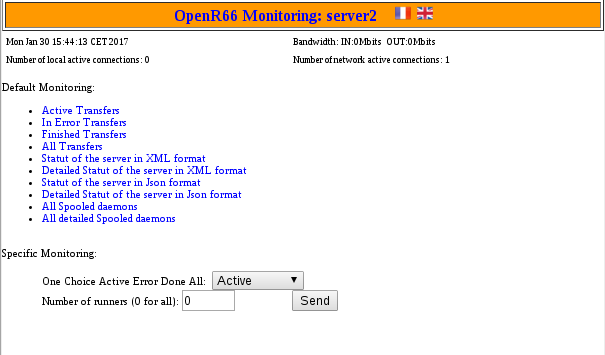 OpenR66 Monitoring: server2
Mon Jan 30 15:44:13 CET 2017 Bandwidth: IN:0Mbits OUT:0Mbits
Number of local active connections: 0 Number of network active connections: 1
Default Monitoring:
Active Transfers
In Error Transfers
Finished Transfers
All Transfers
Statut of the server in XML format
Detailed Statut of the server in XML format
Statut of the server in Json format
Detailed Statut of the server in Json format
All Spooled daemons
All detailed Spooled daemons
Specific Monitoring:
One Choice Active Error Done All: Active
Number of runners (0 for all): 0 Send